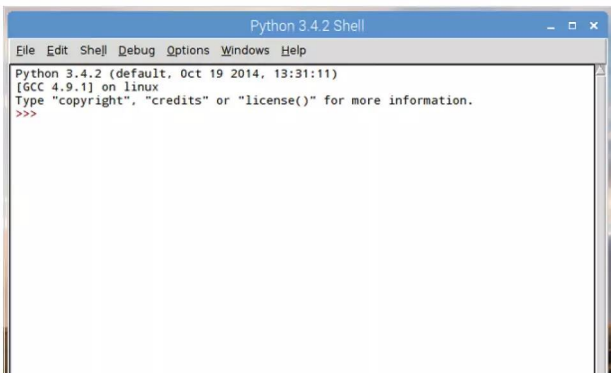 Python 3.4.2 Shell
File Edit Shell Debug Options Windows Help
Python 3.4.2 (default, Oct 19 2014, 13:31:11)
[GCC 4.9.1] on linux
Type "copyright", "credits" or "license()" for more information.
>>>